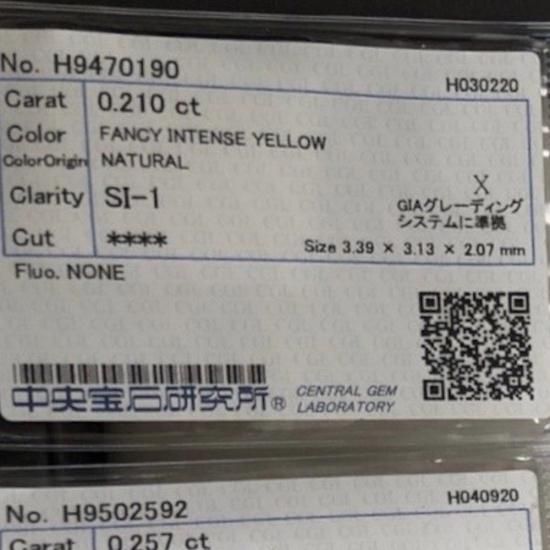 No. H9470190
H030220
Carat 0.210 ct
Color FANCY INTENSE YELLOW
ColorOrigin NATURAL
Clarity SI-1
X
GIAグレーディング
システムに準拠
Cut ****
Size 3.39 × 3.13 × 2.07 mm
Fluo. NONE
中央宝石研究所® CENTRAL GEM
LABORATORY
No. H9502592
H040920
Carat 0.257 ct